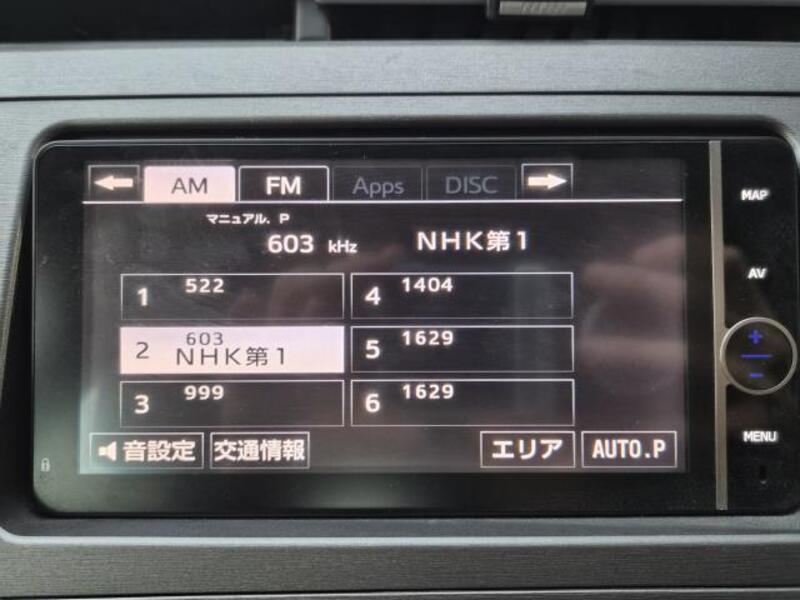 AM FM Apps DISC
MAP
マニュアル. P
603 kHz NHK第1
AV
1 522
4 1404
2 603 NHK第1
5 1629
3 999
6 1629
+
-
MENU
音設定 交通情報 エリア AUTO.P